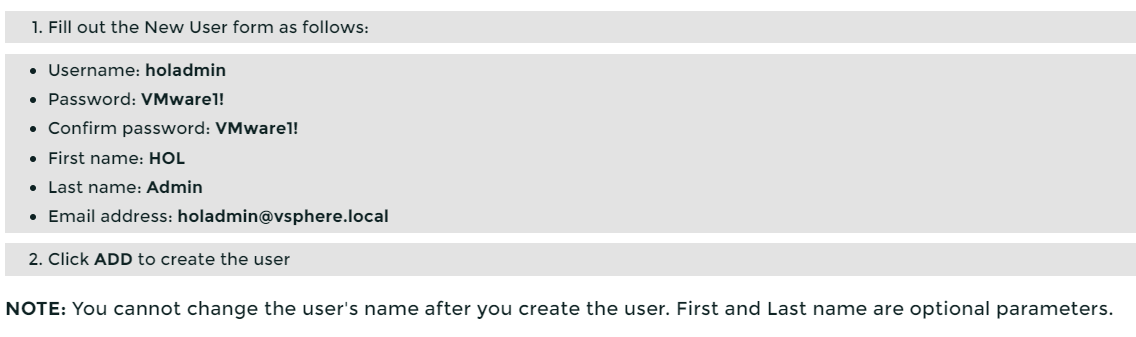 1. Fill out the New User form as follows:
• Username: holadmin
• Password: VMware1!
• Confirm password: VMware1!
• First name: HOL
• Last name: Admin
• Email address: holadmin@vsphere.local
2. Click ADD to create the user
NOTE: You cannot change the user's name after you create the user. First and Last name are optional parameters.